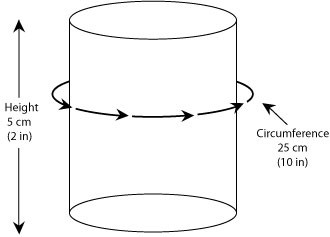 Height
5 cm
(2 in)
Circumference
25 cm
(10 in)